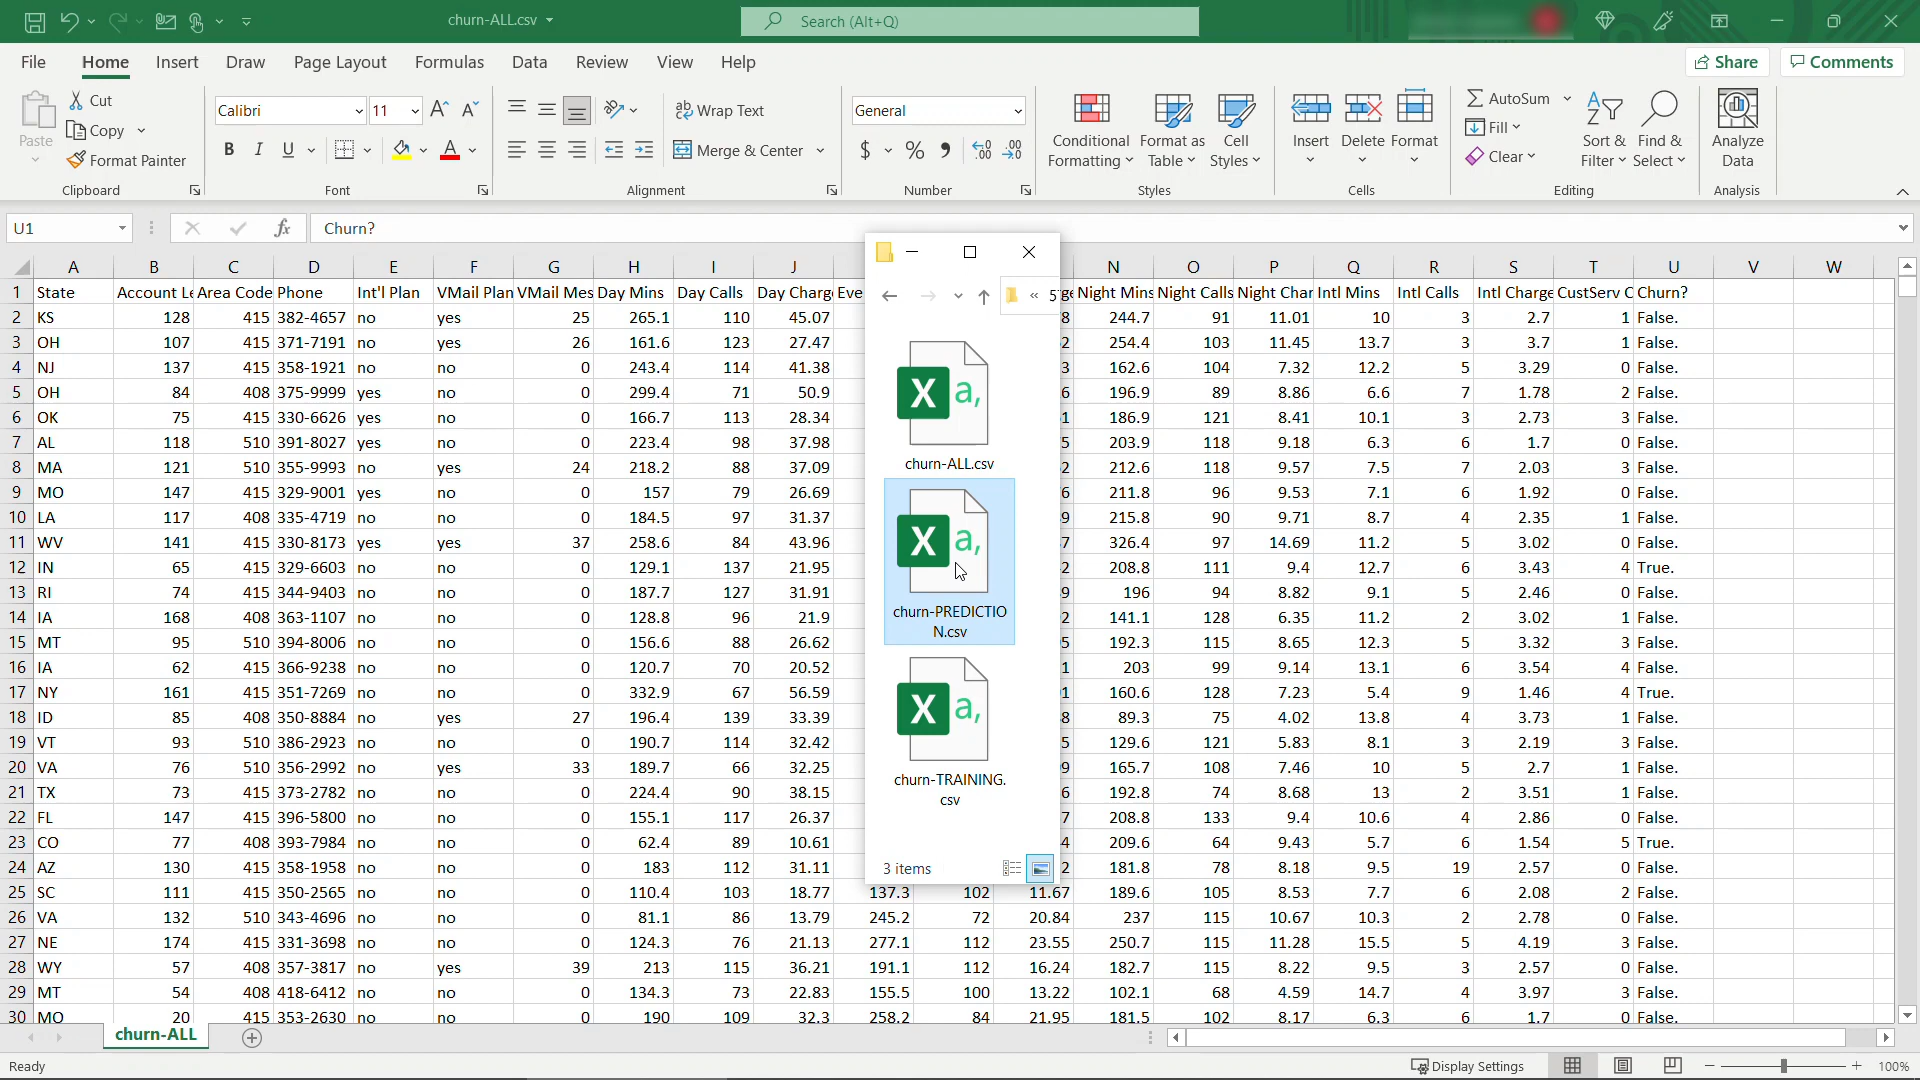 churn-ALL.csv
Search (Alt+Q)
File Home Insert Draw Page Layout Formulas Data Review View Help
Share Comments
Paste
Cut
Copy
Format Painter
Clipboard
Calibri 11
B I U
Font
Wrap Text
Merge & Center
Alignment
General
$ % 9
Number
Conditional Formatting
Format as Table
Cell Styles
Styles
Insert Delete Format
Cells
AutoSum
Fill
Clear
Sort & Filter
Find & Select
Editing
Analyze Data
Analysis
U1 fx Churn?
A B C D E F G H I J N O P Q R S T U V W
1 State Account Le Area Code Phone Int'l Plan VMail Plan VMail Mes Day Mins Day Calls Day Charg Eve ge Night Mins Night Calls Night Char Intl Mins Intl Calls Intl Charge CustServ C Churn?
2 KS 128 415 382-4657 no yes 25 265.1 110 45.07 8 244.7 91 11.01 10 3 2.7 1 False.
3 OH 107 415 371-7191 no yes 26 161.6 123 27.47 2 254.4 103 11.45 13.7 3 3.7 1 False.
4 NJ 137 415 358-1921 no no 0 243.4 114 41.38 3 162.6 104 7.32 12.2 5 3.29 0 False.
5 OH 84 408 375-9999 yes no 0 299.4 71 50.9 6 196.9 89 8.86 6.6 7 1.78 2 False.
6 OK 75 415 330-6626 yes no 0 166.7 113 28.34 1 186.9 121 8.41 10.1 3 2.73 3 False.
7 AL 118 510 391-8027 yes no 0 223.4 98 37.98 5 203.9 118 9.18 6.3 6 1.7 0 False.
8 MA 121 510 355-9993 no yes 24 218.2 88 37.09 2 212.6 118 9.57 7.5 7 2.03 3 False.
9 MO 147 415 329-9001 yes no 0 157 79 26.69 6 211.8 96 9.53 7.1 6 1.92 0 False.
10 LA 117 408 335-4719 no no 0 184.5 97 31.37 9 215.8 90 9.71 8.7 4 2.35 1 False.
11 WV 141 415 330-8173 yes yes 37 258.6 84 43.96 7 326.4 97 14.69 11.2 5 3.02 0 False.
12 IN 65 415 329-6603 no no 0 129.1 137 21.95 2 208.8 111 9.4 12.7 6 3.43 4 True.
13 RI 74 415 344-9403 no no 0 187.7 127 31.91 9 196 94 8.82 9.1 5 2.46 0 False.
14 IA 168 408 363-1107 no no 0 128.8 96 21.9 2 141.1 128 6.35 11.2 2 3.02 1 False.
15 MT 95 510 394-8006 no no 0 156.6 88 26.62 5 192.3 115 8.65 12.3 5 3.32 3 False.
16 IA 62 415 366-9238 no no 0 120.7 70 20.52 1 203 99 9.14 13.1 6 3.54 4 False.
17 NY 161 415 351-7269 no no 0 332.9 67 56.59 1 160.6 128 7.23 5.4 9 1.46 4 True.
18 ID 85 408 350-8884 no yes 27 196.4 139 33.39 8 89.3 75 4.02 13.8 4 3.73 1 False.
19 VT 93 510 386-2923 no no 0 190.7 114 32.42 5 129.6 121 5.83 8.1 3 2.19 3 False.
20 VA 76 510 356-2992 no yes 33 189.7 66 32.25 9 165.7 108 7.46 10 5 2.7 1 False.
21 TX 73 415 373-2782 no no 0 224.4 90 38.15 6 192.8 74 8.68 13 2 3.51 1 False.
22 FL 147 415 396-5800 no no 0 155.1 117 26.37 7 208.8 133 9.4 10.6 4 2.86 0 False.
23 CO 77 408 393-7984 no no 0 62.4 89 10.61 4 209.6 64 9.43 5.7 6 1.54 5 True.
24 AZ 130 415 358-1958 no no 0 183 112 31.11 2 181.8 78 8.18 9.5 19 2.57 0 False.
25 SC 111 415 350-2565 no no 0 110.4 103 18.77 137.3 102 11.67 189.6 105 8.53 7.7 6 2.08 2 False.
26 VA 132 510 343-4696 no no 0 81.1 86 13.79 245.2 72 20.84 237 115 10.67 10.3 2 2.78 0 False.
27 NE 174 415 331-3698 no no 0 124.3 76 21.13 277.1 112 23.55 250.7 115 11.28 15.5 5 4.19 3 False.
28 WY 57 408 357-3817 no yes 39 213 115 36.21 191.1 112 16.24 182.7 115 8.22 9.5 3 2.57 0 False.
29 MT 54 408 418-6412 no no 0 134.3 73 22.83 155.5 100 13.22 102.1 68 4.59 14.7 4 3.97 3 False.
30 MO 20 415 353-2630 no no 0 190 109 32.3 258.2 84 21.95 181.5 102 8.17 6.3 6 1.7 0 False.
« 5
X a,
churn-ALL.csv
X a,
churn-PREDICTIO
N.csv
X a,
churn-TRAINING.
csv
3 items
churn-ALL
Ready
Display Settings 100%